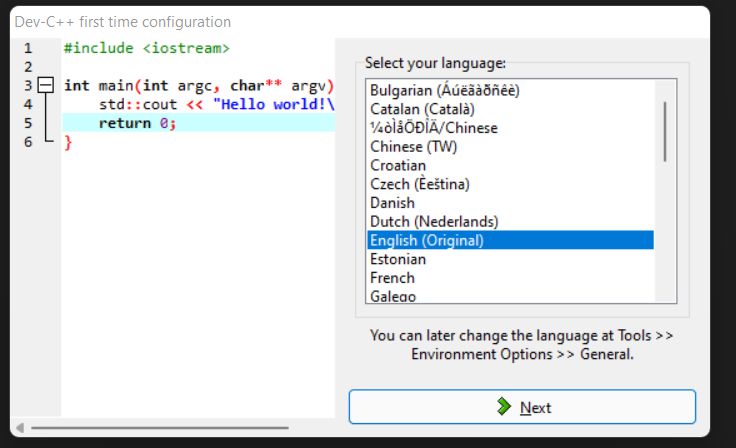 Dev-C++ first time configuration
1 #include <iostream>
2
3 int main(int argc, char** argv)
4 std::cout << "Hello world!\
5 return 0;
6 }
Select your language:
Bulgarian (Áúëãàðñêè)
Catalan (Català)
¼òÌåÖÐÎÄ/Chinese
Chinese (TW)
Croatian
Czech (Èeština)
Danish
Dutch (Nederlands)
English (Original)
Estonian
French
Galego
You can later change the language at Tools >>
Environment Options >> General.
Next